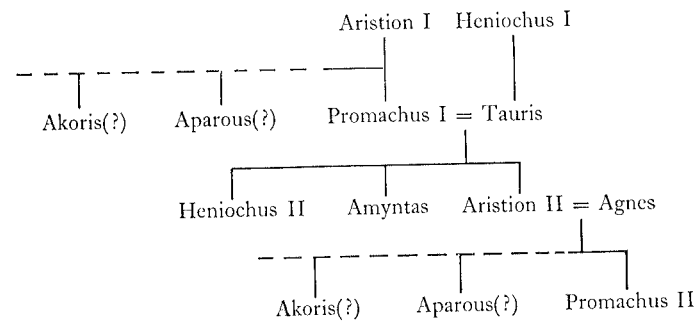 Aristion I Heniochus I
Akoris(?) Aparous(?) Promachus I = Tauris
Heniochus II Amyntas Aristion II = Agnes
Akoris(?) Aparous(?) Promachus II